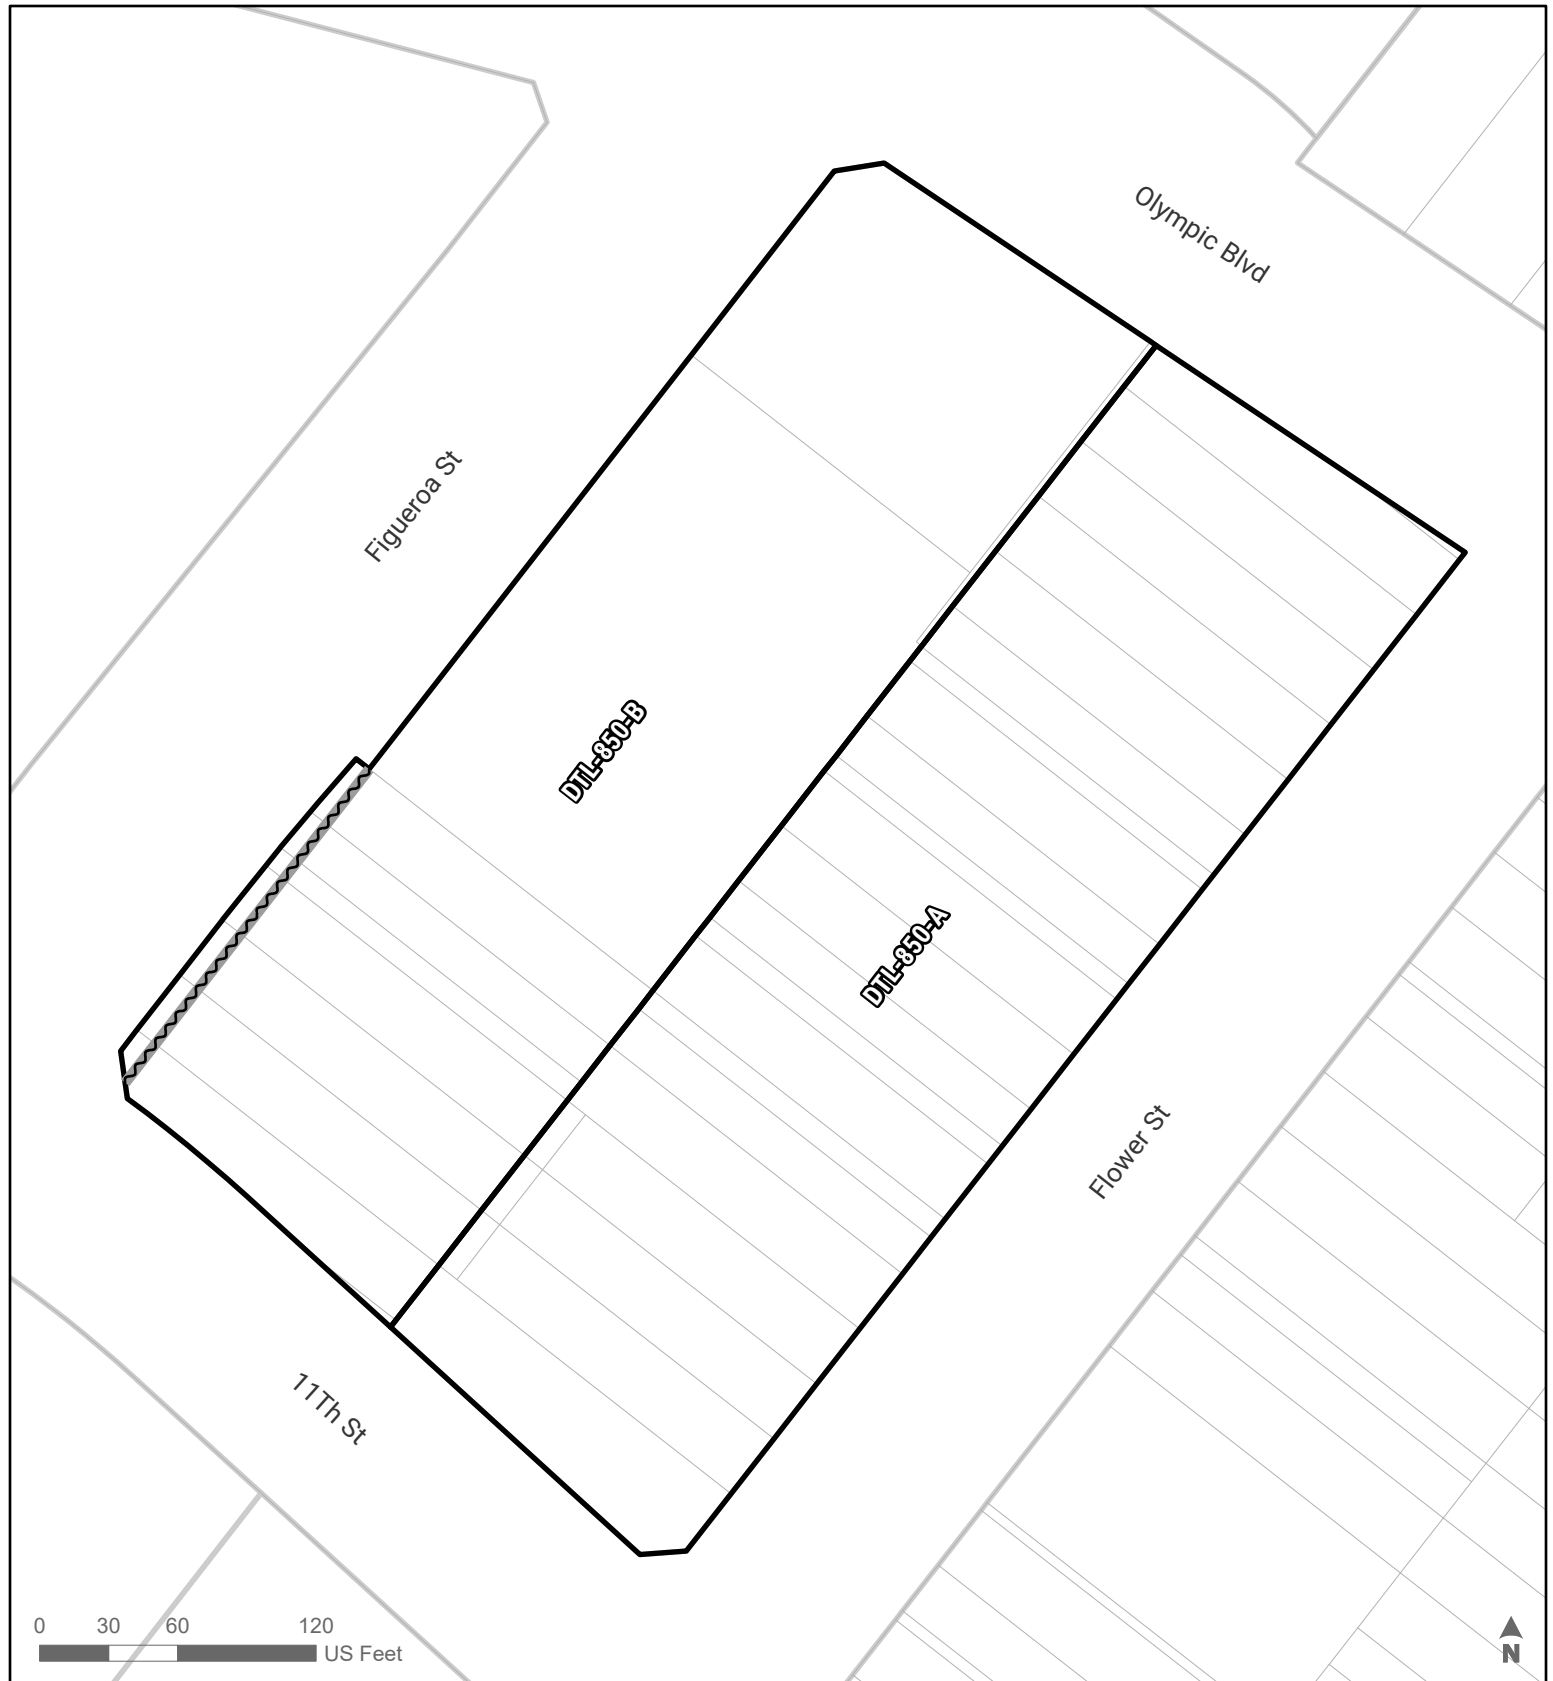 Olympic Blvd
Figueroa St
DTL-850-B
DTL-850-A
Flower St
11Th St
0 30 60 120
US Feet
N